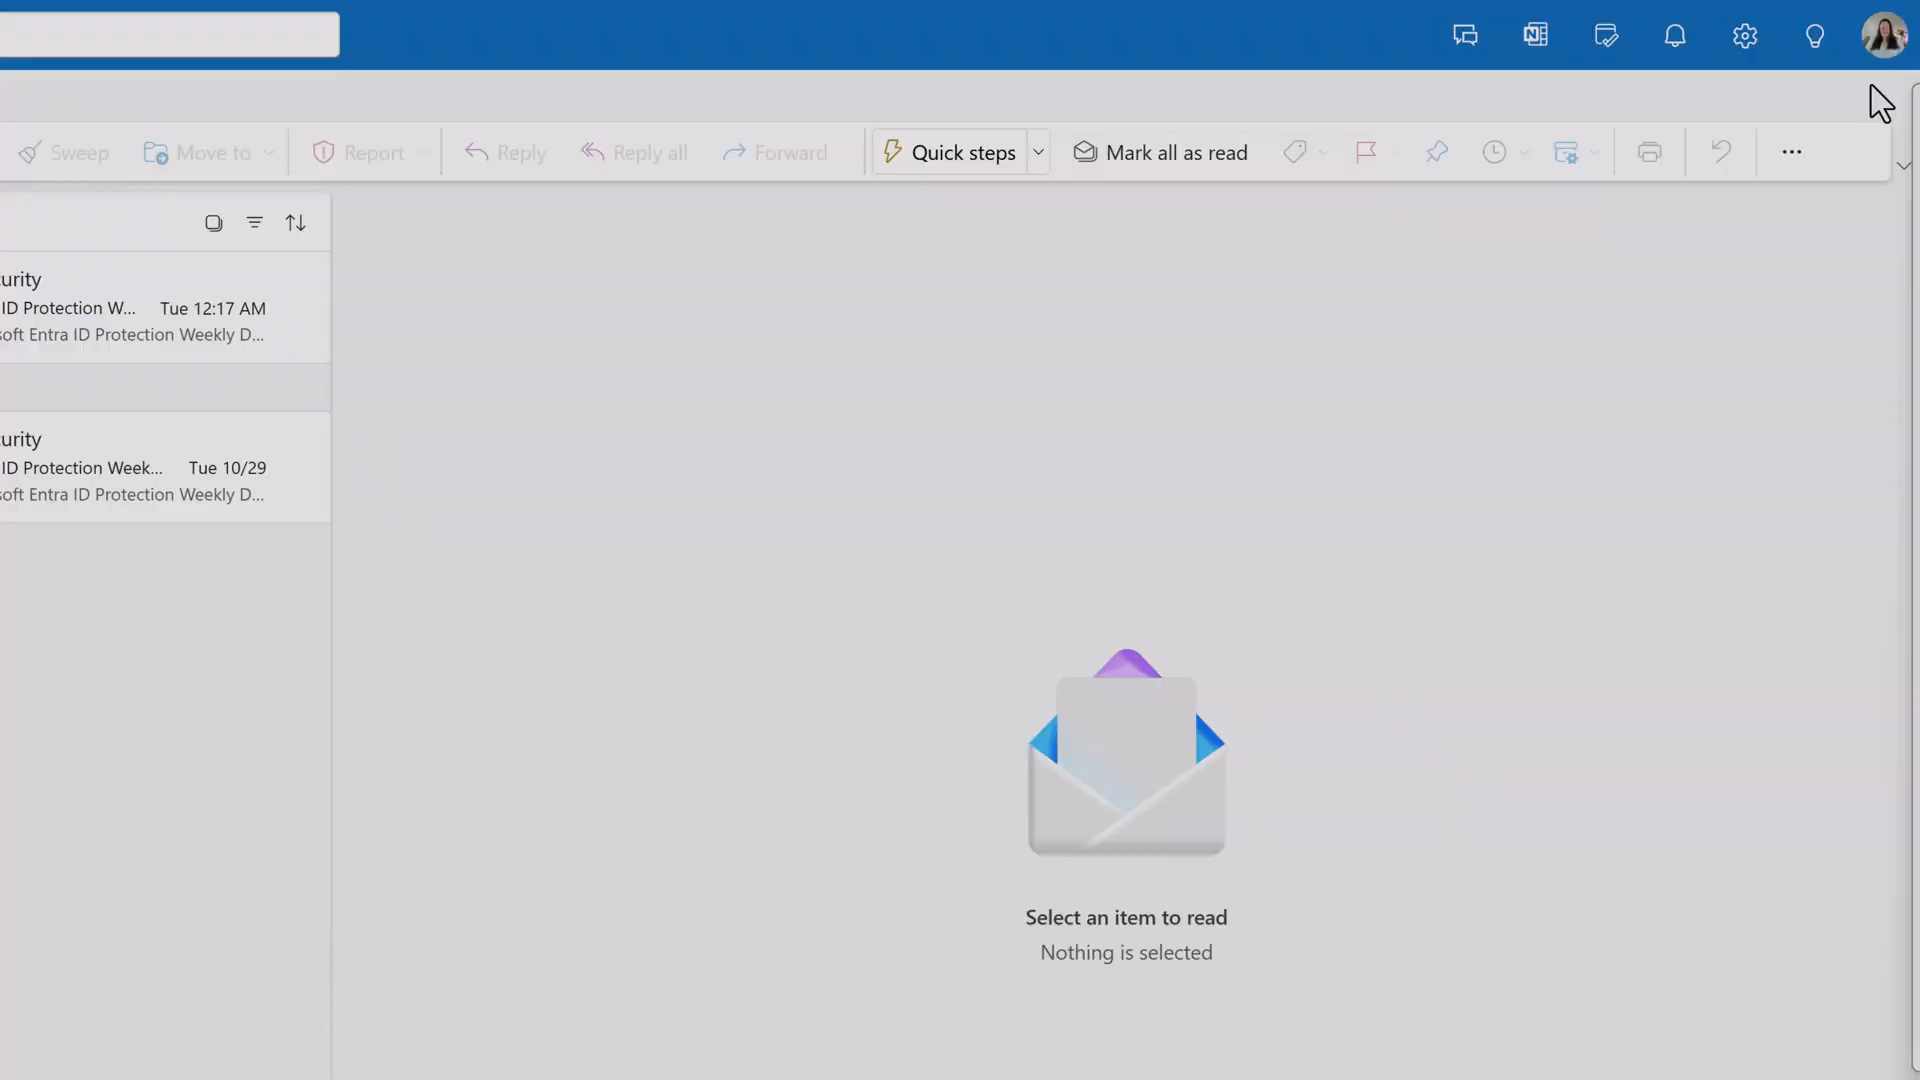 Sweep Move to Report Reply Reply all Forward Quick steps Mark all as read ...
urity
ID Protection W... Tue 12:17 AM
soft Entra ID Protection Weekly D...
urity
ID Protection Week... Tue 10/29
soft Entra ID Protection Weekly D...
Select an item to read
Nothing is selected